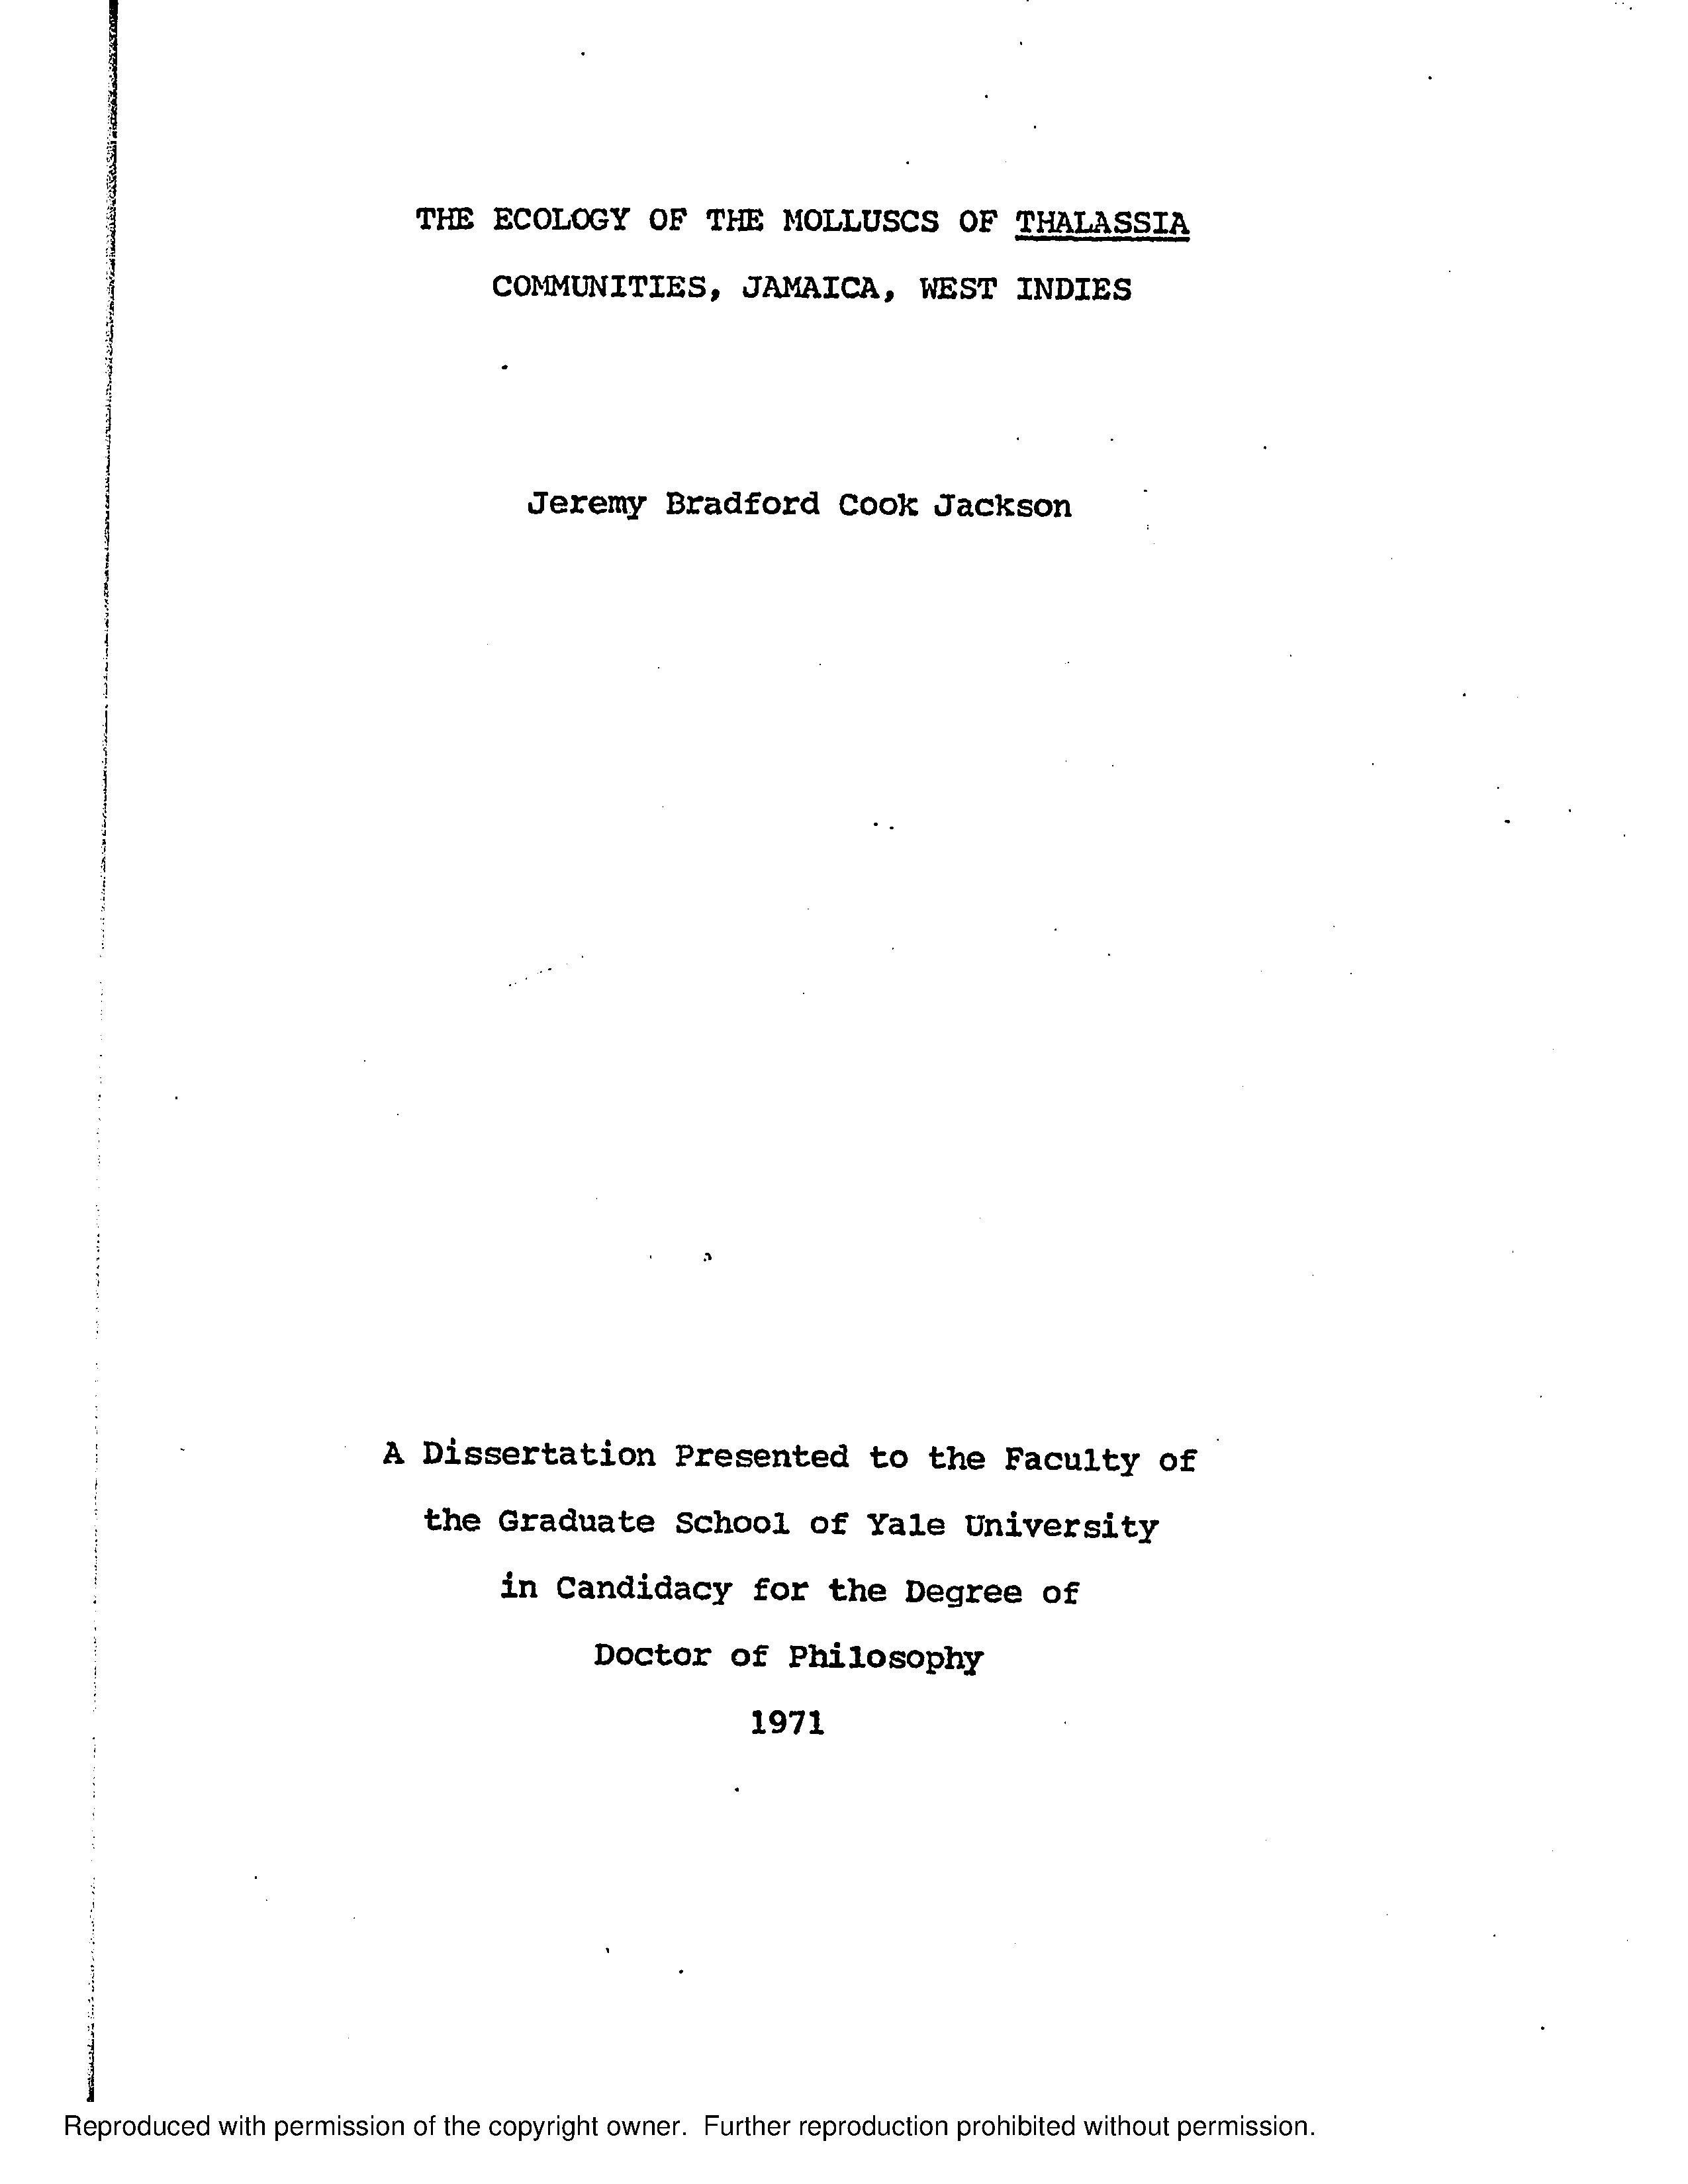 THE ECOLOGY OF THE MOLLUSCS OF THALASSIA
COMMUNITIES, JAMAICA, WEST INDIES
Jeremy Bradford Cook Jackson
A Dissertation Presented to the Faculty of
the Graduate School of Yale University
in Candidacy for the Degree of
Doctor of Philosophy
1971
Reproduced with permission of the copyright owner. Further reproduction prohibited without permission.